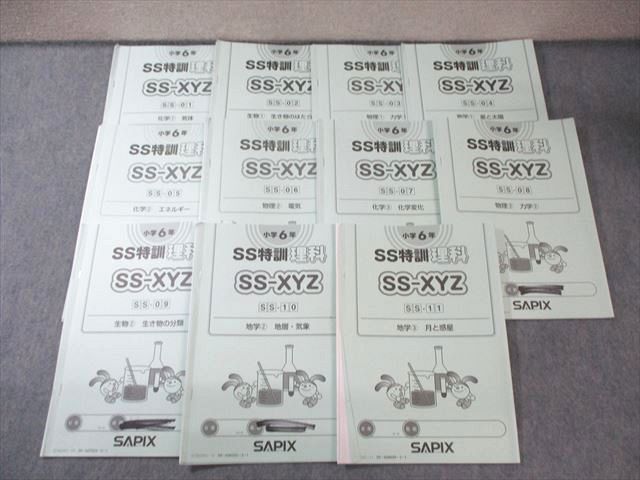 小学6年
SS特訓理科
SS-XYZ
SS-01
化学① 気体
小学6年
SS特訓理科
SS-XYZ
SS-02
生物① 生き物のはた
小学6年
SS特訓理科
SS-XYZ
SS-03
物理① 力学
小学6年
SS特訓理科
SS-XYZ
SS-04
地学① 星と太陽
小学6年
SS特訓理科
SS-XYZ
SS-05
化学② エネルギー
小学6年
SS特訓理科
SS-XYZ
SS-06
物理② 電気
小学6年
SS特訓理科
SS-XYZ
SS-07
化学③ 化学変化
小学6年
SS特訓理科
SS-XYZ
SS-08
物理③ 力学②
SAPIX
小学6年
SS特訓理科
SS-XYZ
SS-09
生物② 生き物の分類
SAPIX
小学6年
SS特訓理科
SS-XYZ
SS-10
地学② 地層・気象
SAPIX
小学6年
SS特訓理科
SS-XYZ
SS-11
地学③ 月と惑星
SAPIX